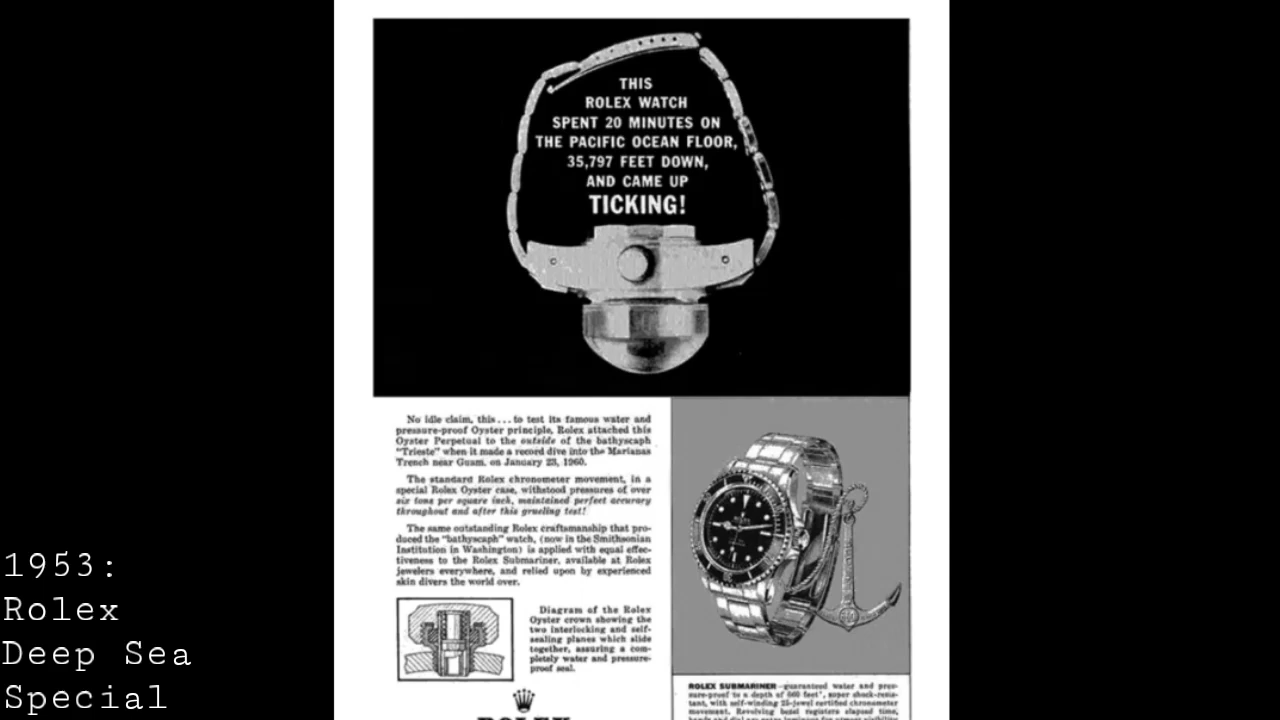 THIS
ROLEX WATCH
SPENT 20 MINUTES ON
THE PACIFIC OCEAN FLOOR,
35,797 FEET DOWN,
AND CAME UP
TICKING!
No idle claim, this . . . to test its famous water and
pressure-proof Oyster principle, Rolex attached this
Oyster Perpetual to the outside of the bathyscaph
"Trieste" when it made a record dive into the Marianas
Trench near Guam, on January 23, 1960.
The standard Rolex chronometer movement, in a
special Rolex Oyster case, withstood pressures of over
six tons per square inch, maintained perfect accuracy
throughout and after this grueling test!
The same outstanding Rolex craftsmanship that pro-
duced the "bathyscaph" watch, (now in the Smithsonian
Institution in Washington) is applied with equal effec-
tiveness to the Rolex Submariner, available at Rolex
jewelers everywhere, and relied upon by experienced
skin divers the world over.
Diagram of the Rolex
Oyster crown showing the
two interlocking and self-
sealing planes which slide
together, assuring a com-
pletely water and pressure-
proof seal.
ROLEX
ROLEX SUBMARINER—guaranteed water and pres-
sure-proof to a depth of 660 feet*, super shock-resis-
tant, with self-winding 25-jewel certified chronometer
movement. Revolving bezel registers elapsed time,
1953:
Rolex
Deep Sea
Special